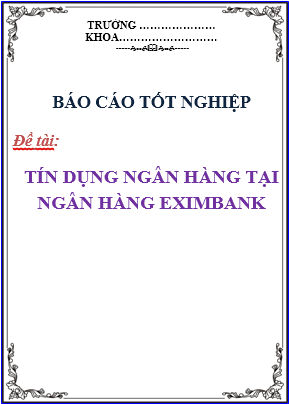 TRƯỜNG …………………
KHOA………………………
BÁO CÁO TỐT NGHIỆP
Đề tài:
TÍN DỤNG NGÂN HÀNG TẠI
NGÂN HÀNG EXIMBANK